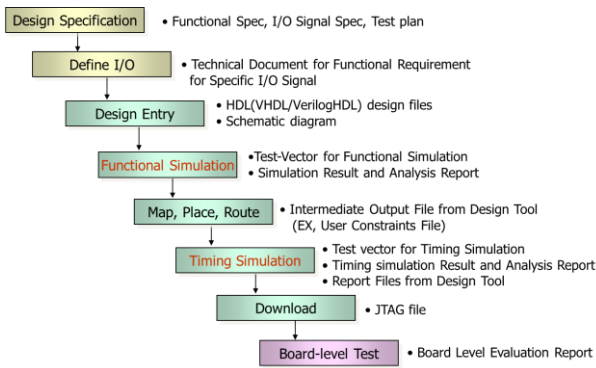 Design Specification
• Functional Spec, I/O Signal Spec, Test plan
Define I/O
• Technical Document for Functional Requirement
for Specific I/O Signal
Design Entry
• HDL(VHDL/VerilogHDL) design files
• Schematic diagram
Functional Simulation
•Test-Vector for Functional Simulation
• Simulation Result and Analysis Report
Map, Place, Route
• Intermediate Output File from Design Tool
(EX, User Constraints File)
Timing Simulation
• Test vector for Timing Simulation
• Timing simulation Result and Analysis Report
• Report Files from Design Tool
Download
• JTAG file
Board-level Test
• Board Level Evaluation Report